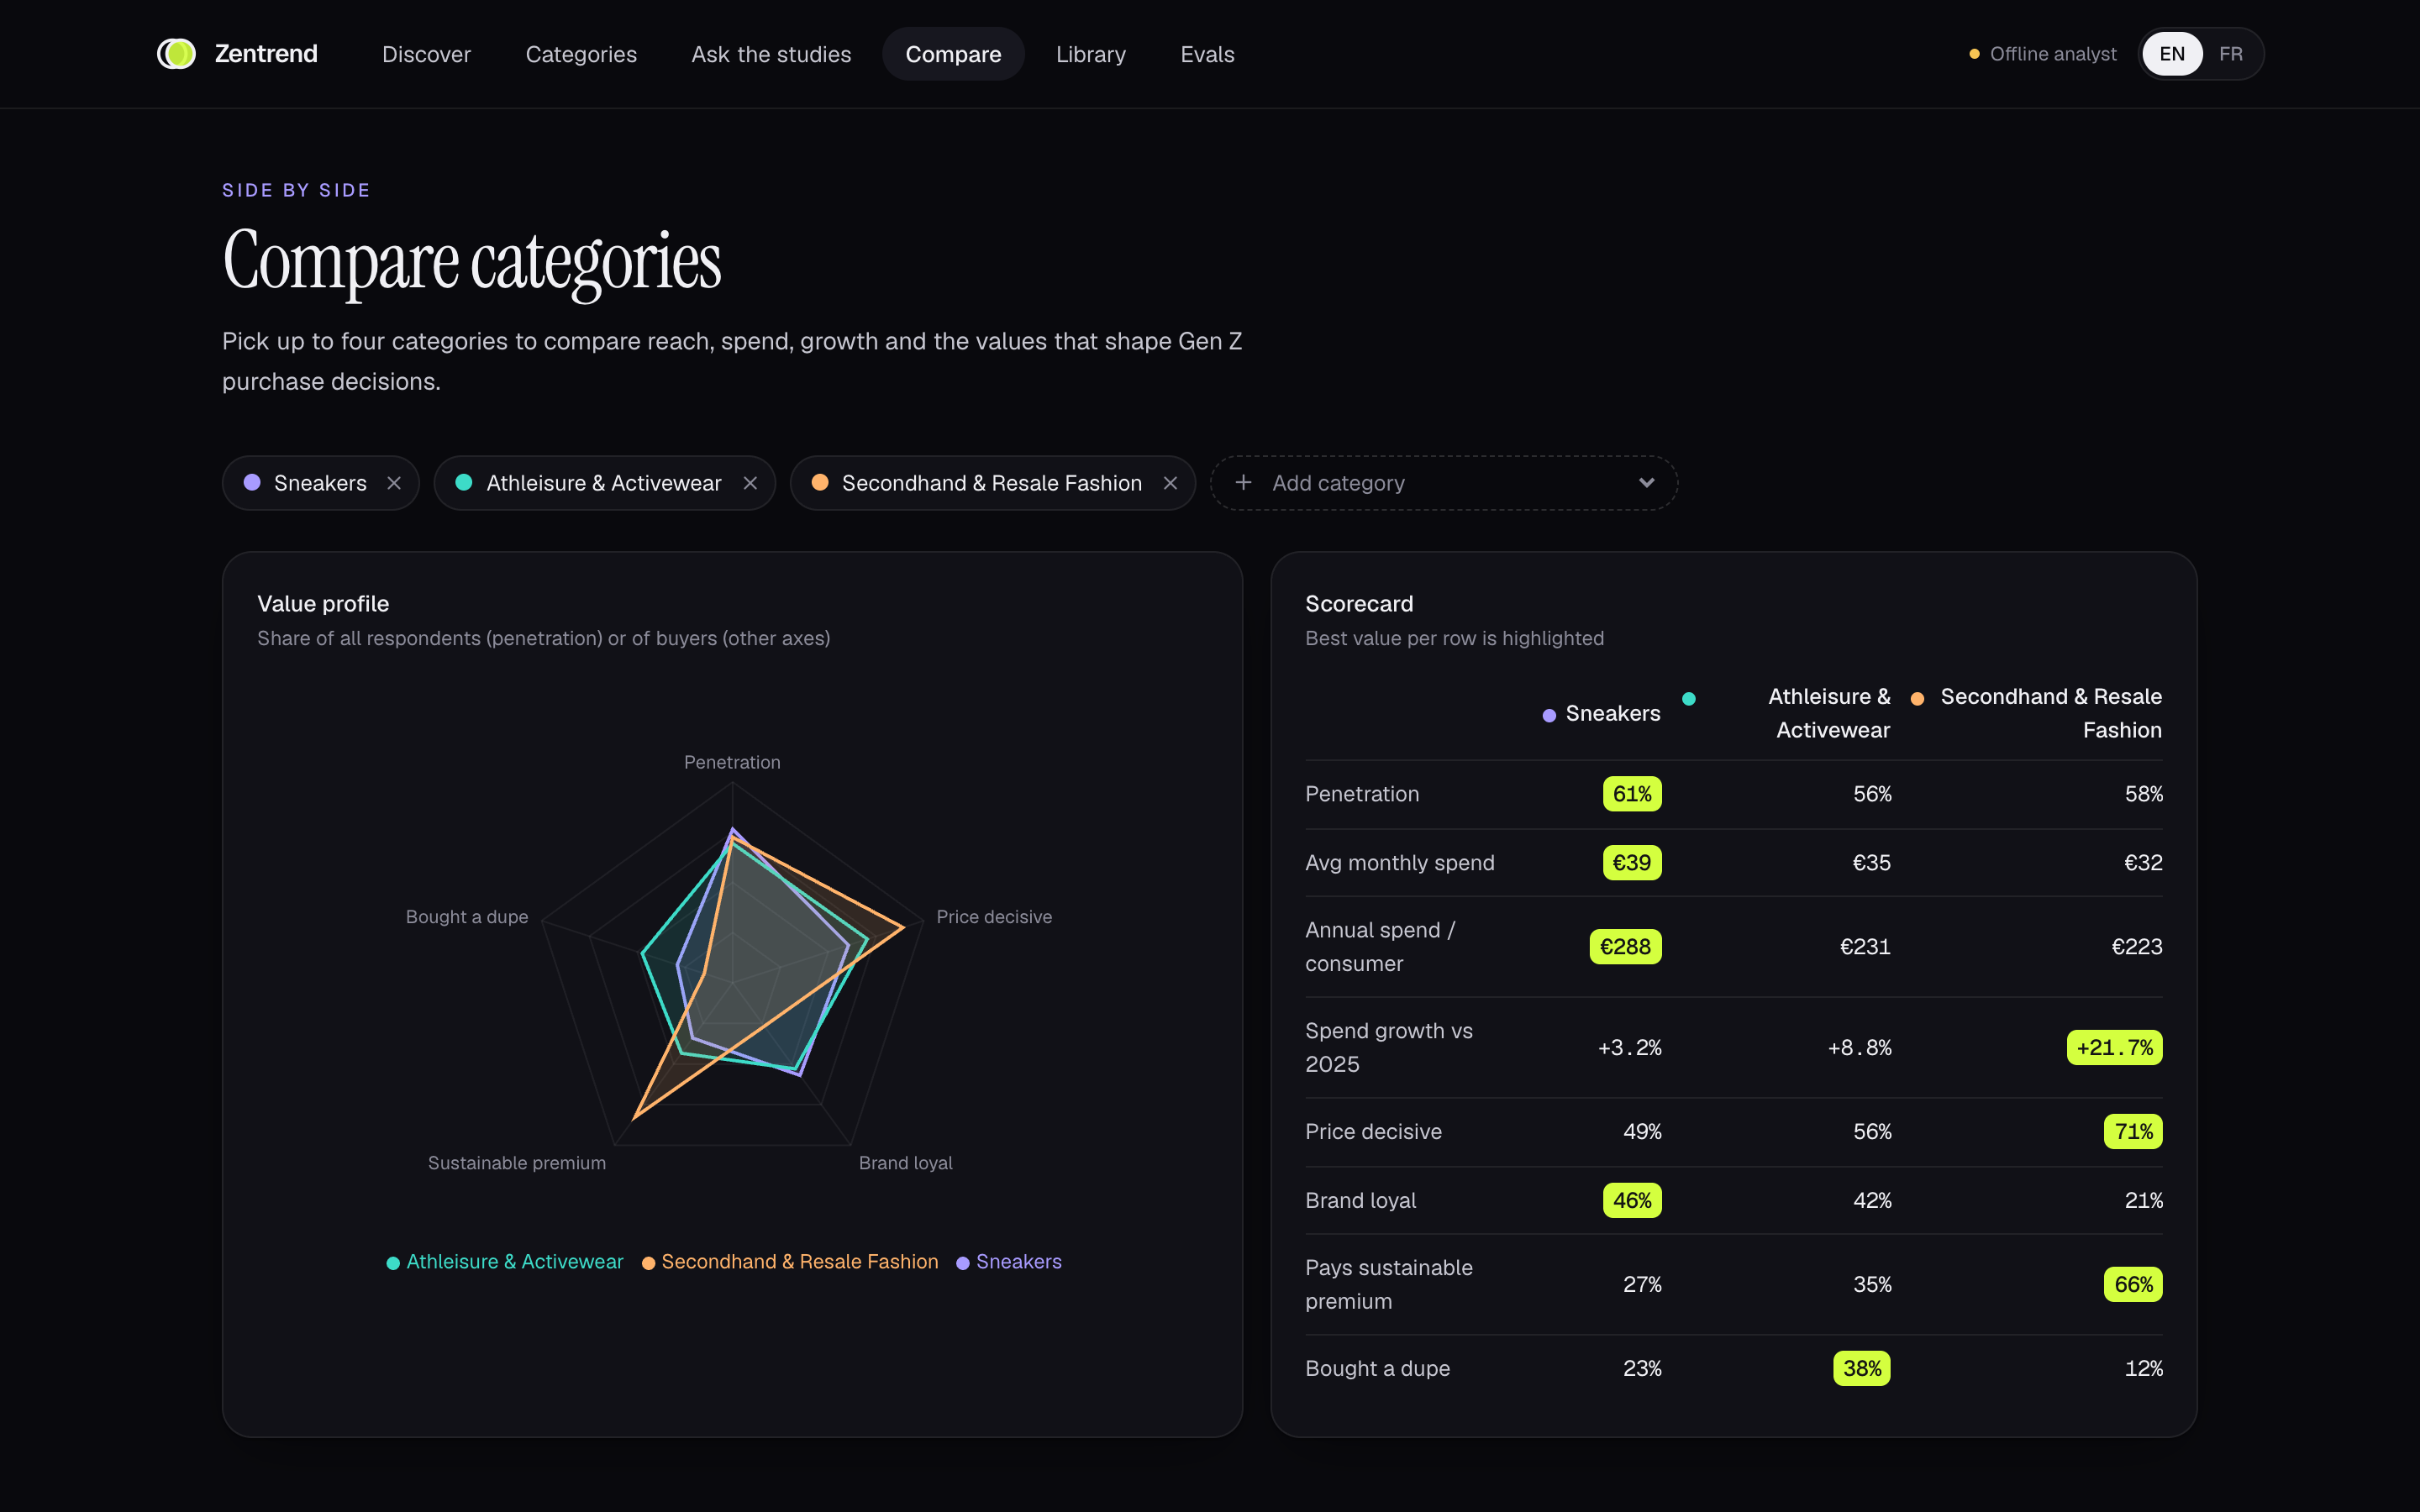 Zentrend
Discover
Categories
Ask the studies
Compare
Library
Evals
Offline analyst
EN
FR
SIDE BY SIDE
Compare categories
Pick up to four categories to compare reach, spend, growth and the values that shape Gen Z
purchase decisions.
Sneakers
Athleisure & Activewear
Secondhand & Resale Fashion
Add category
Value profile
Share of all respondents (penetration) or of buyers (other axes)
Penetration
Bought a dupe
Price decisive
Sustainable premium
Brand loyal
Athleisure & Activewear
Secondhand & Resale Fashion
Sneakers
Scorecard
Best value per row is highlighted
Sneakers
Athleisure &
Activewear
Secondhand & Resale
Fashion
Penetration 61% 56% 58%
Avg monthly spend €39 €35 €32
Annual spend /
consumer
€288 €231 €223
Spend growth vs
2025
+3.2% +8.8% +21.7%
Price decisive 49% 56% 71%
Brand loyal 46% 42% 21%
Pays sustainable
premium
27% 35% 66%
Bought a dupe 23% 38% 12%